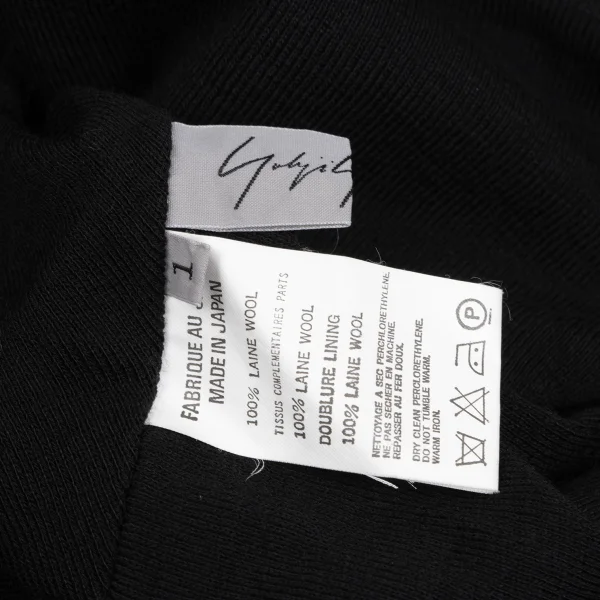 Yohji
1
FABRIQUE AU J
MADE IN JAPAN
100% LAINE WOOL
TISSUS COMPLEMENTAIRES PARTS
100% LAINE WOOL
DOUBLURE LINING
100% LAINE WOOL
NETTOYAGE A SEC PERCHLORETHYLENE.
NE PAS SECHER EN MACHINE.
REPASSER AU FER DOUX.
DRY CLEAN PERCLORETHYLENE.
DO NOT TUMBLE WARM.
WARM IRON.
P